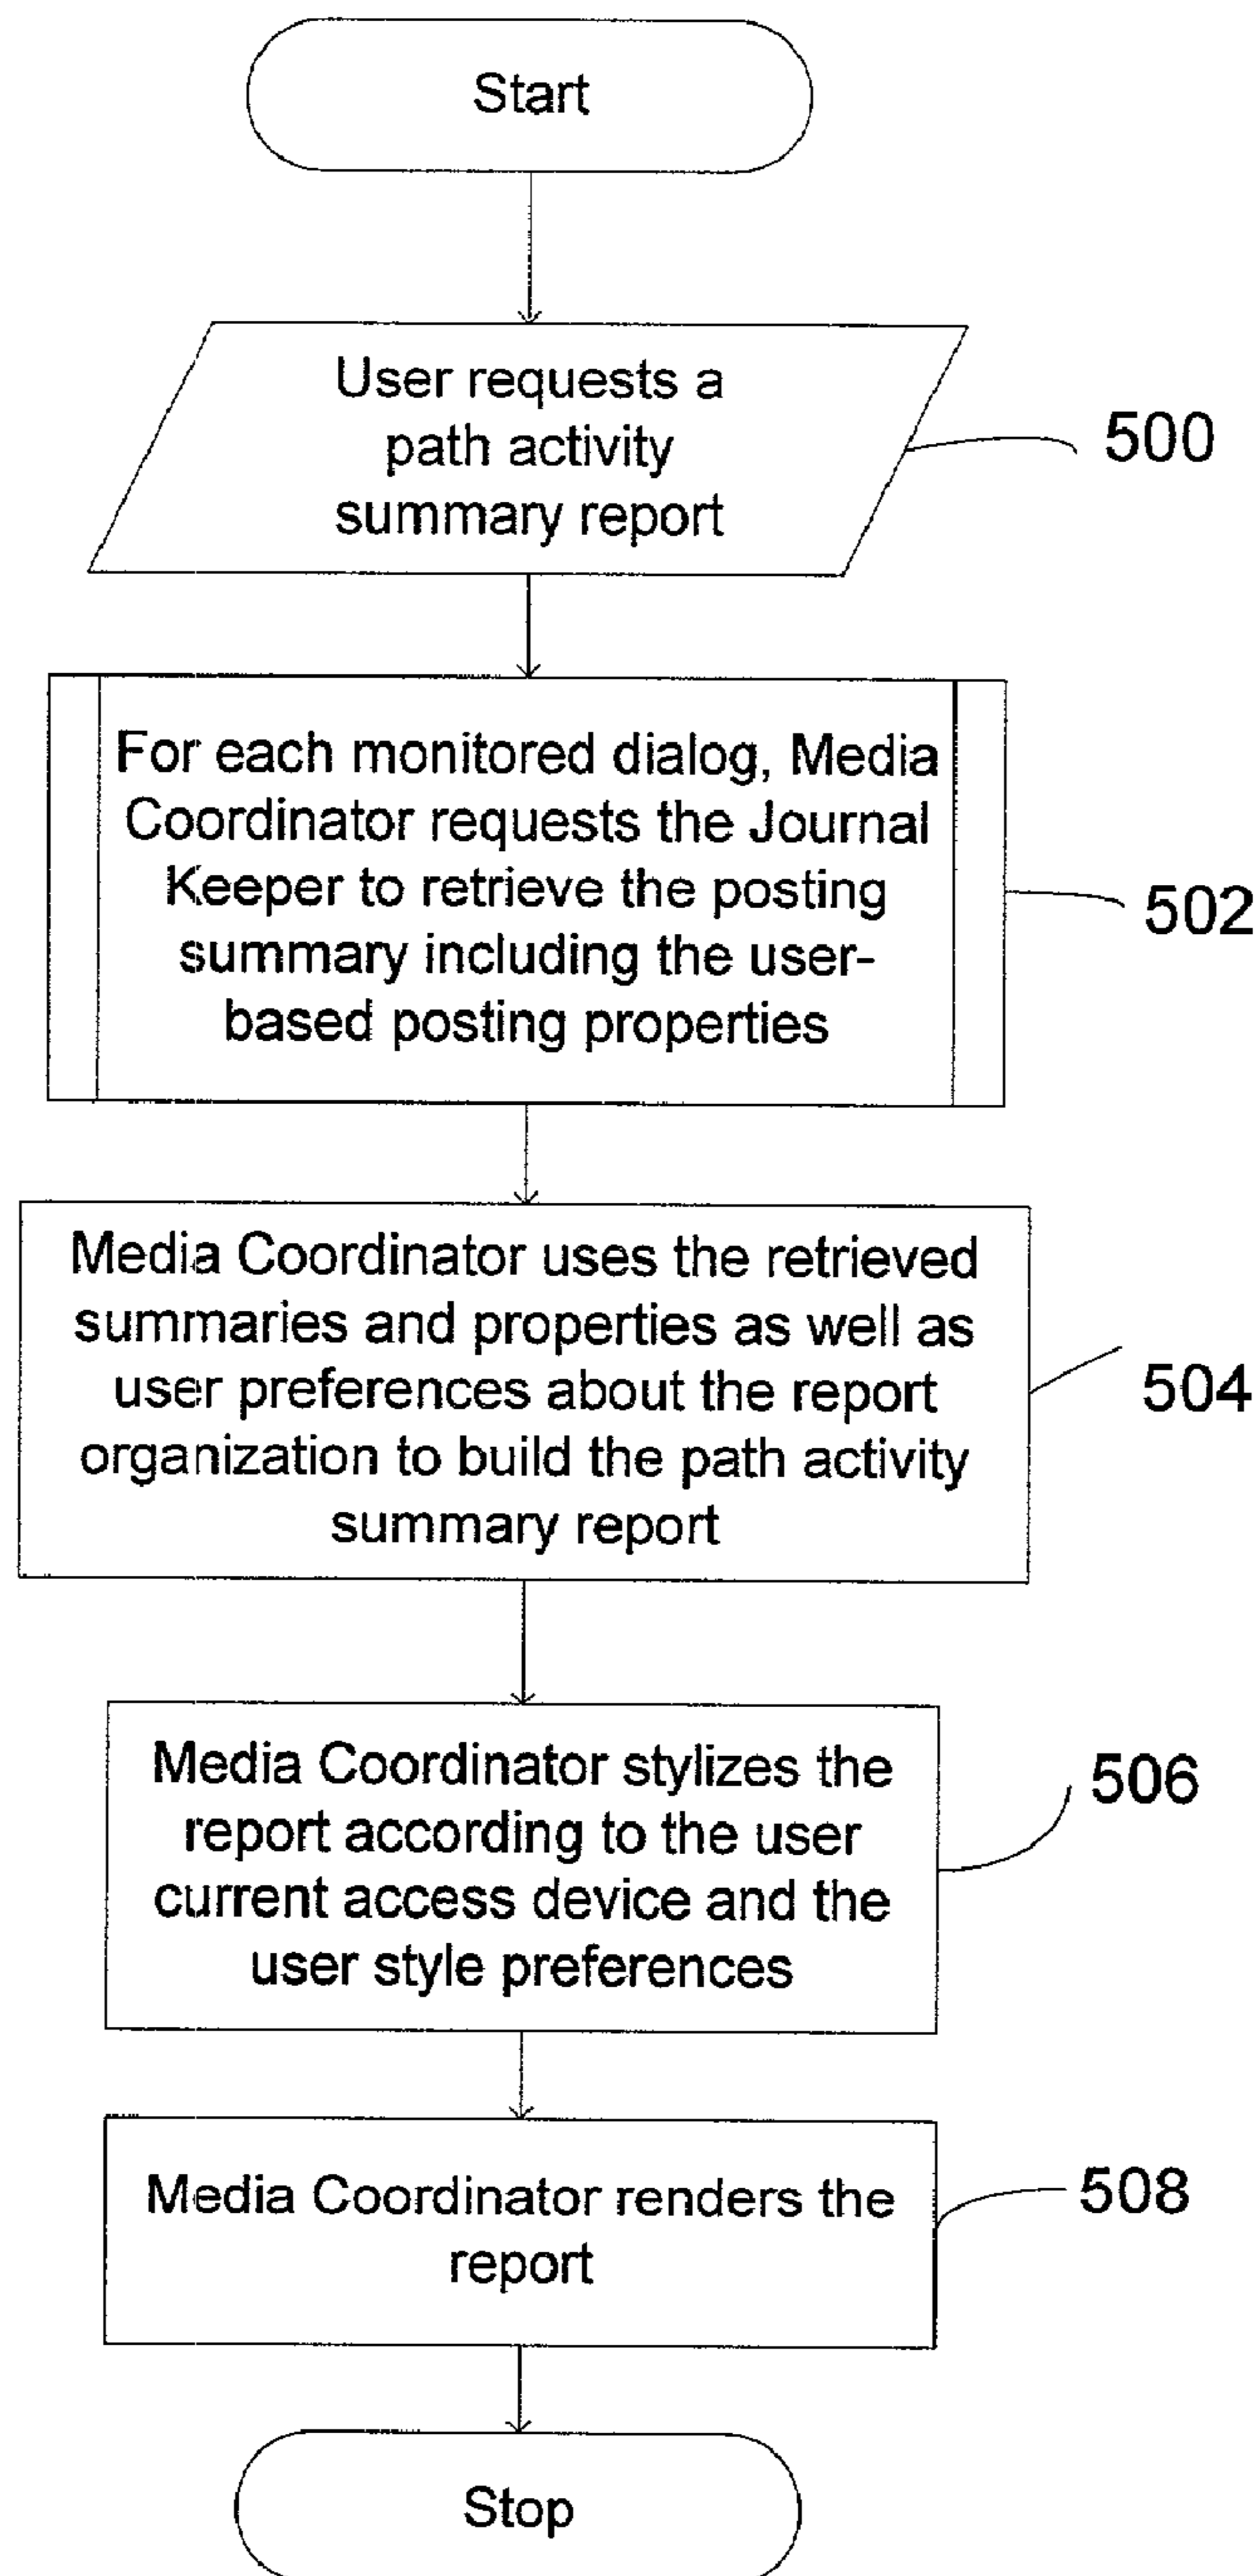 Start
User requests a
path activity
summary report
500
For each monitored dialog, Media
Coordinator requests the Journal
Keeper to retrieve the posting
summary including the user-
based posting properties
502
Media Coordinator uses the retrieved
summaries and properties as well as
user preferences about the report
organization to build the path activity
summary report
504
Media Coordinator stylizes the
report according to the user
current access device and the
user style preferences
506
Media Coordinator renders the
report
508
Stop